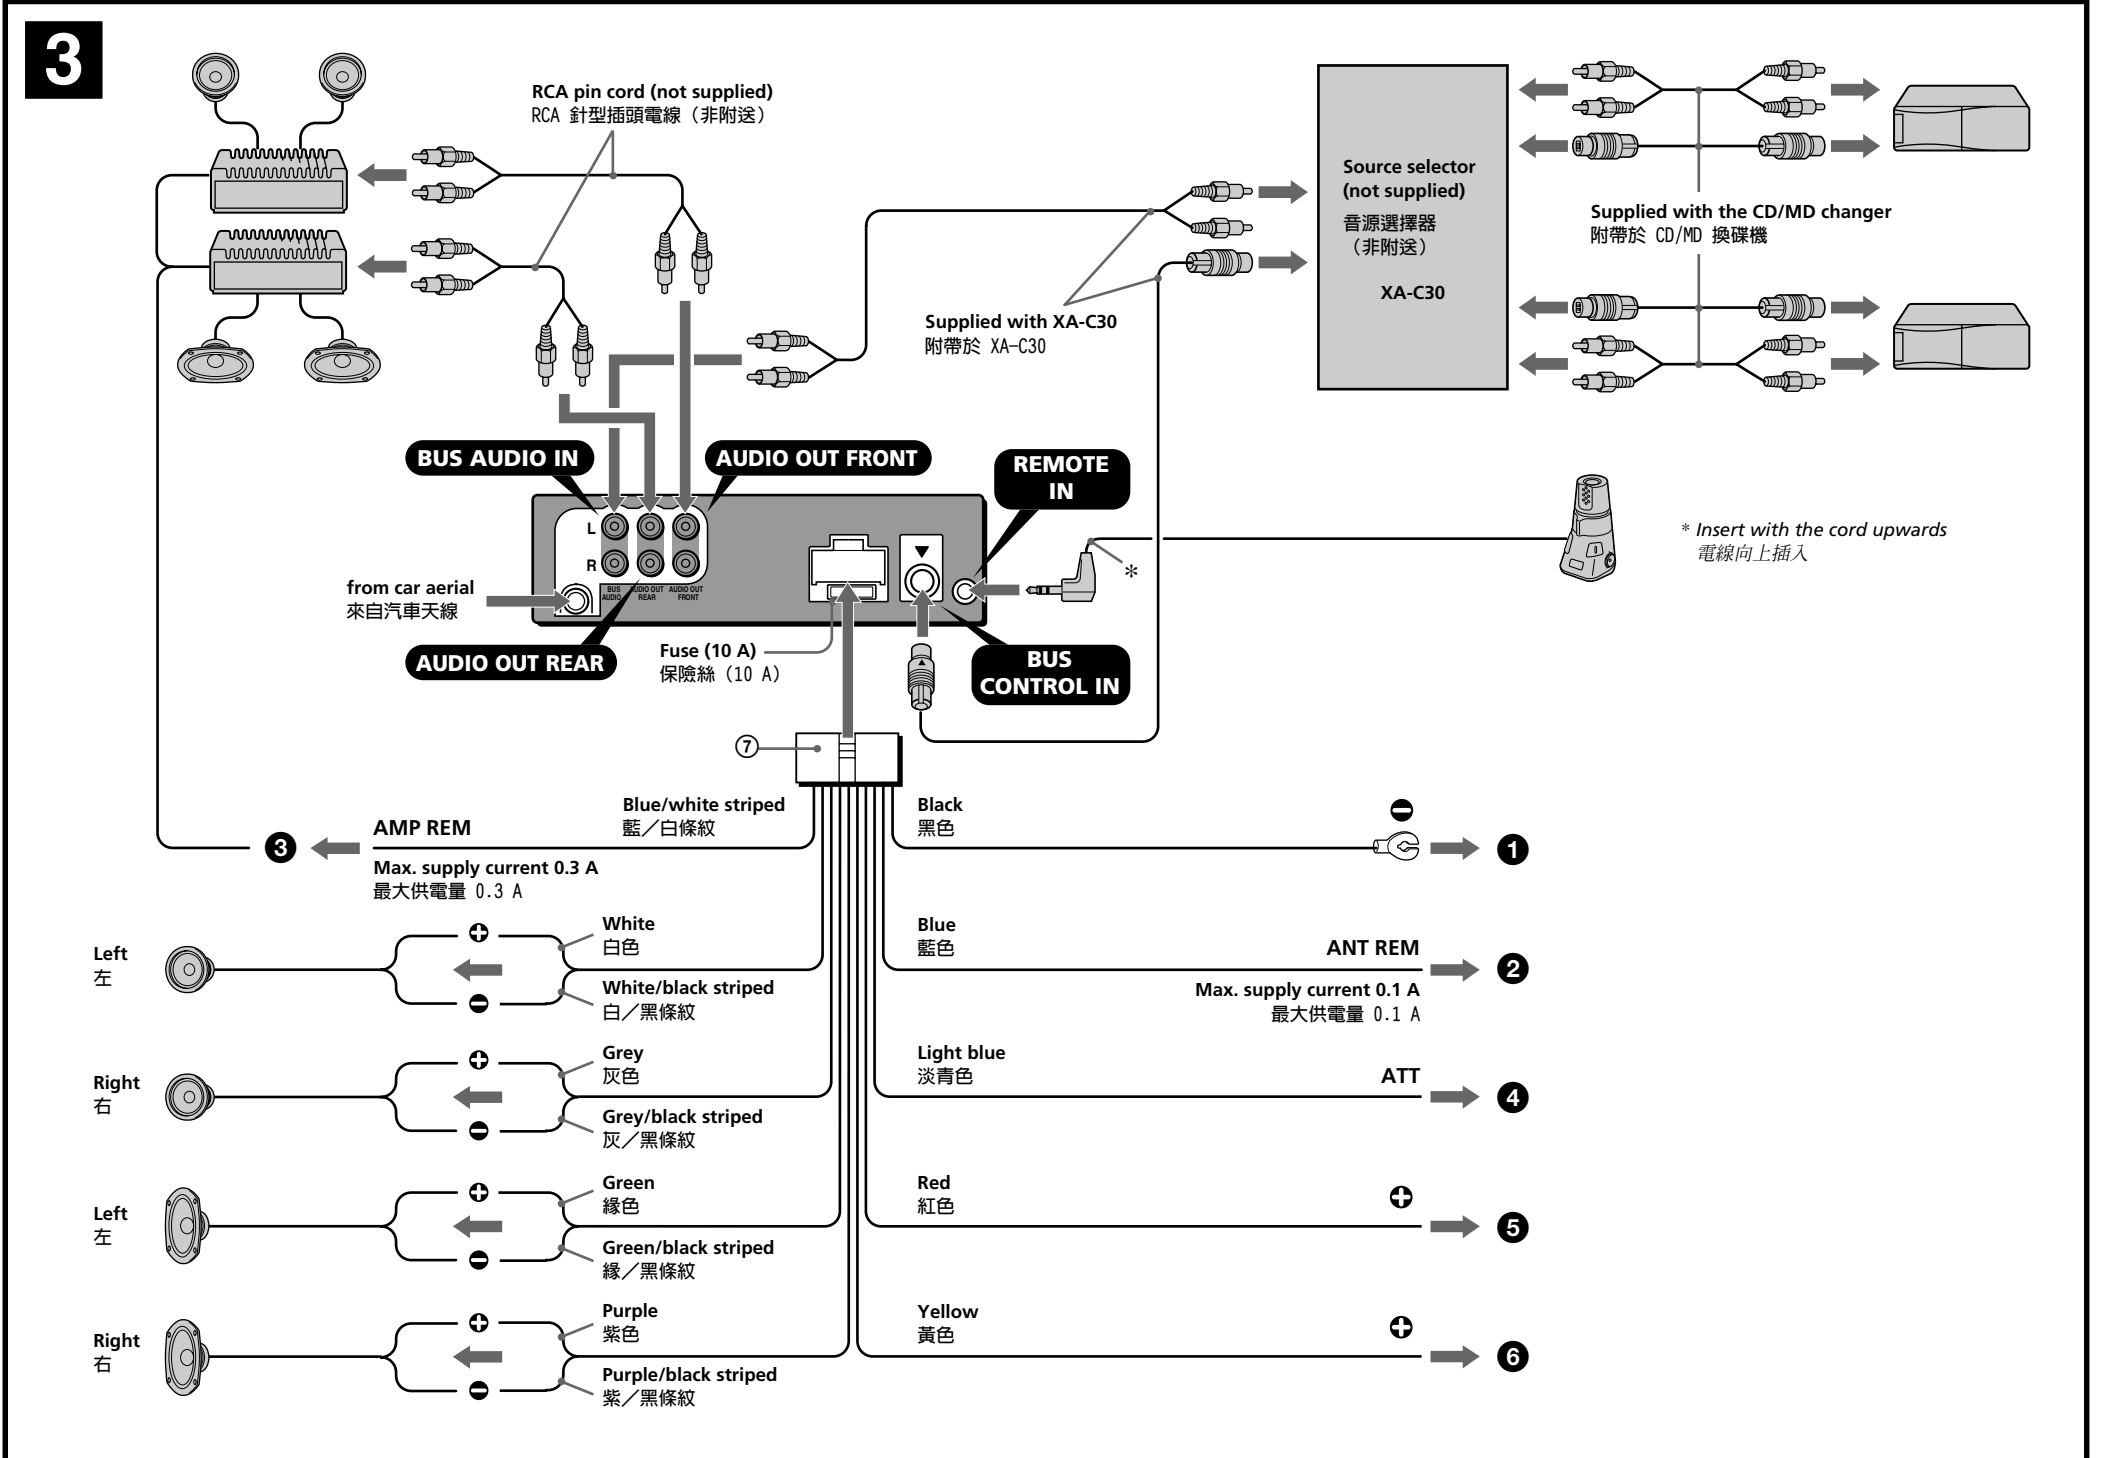 3
RCA pin cord (not supplied)
RCA 針型插頭電線（非附送）
Source selector
(not supplied)
音源選擇器
（非附送）
XA-C30
Supplied with the CD/MD changer
附帶於 CD/MD 換碟機
Supplied with XA-C30
附帶於 XA-C30
BUS AUDIO IN
AUDIO OUT FRONT
REMOTE
IN
* Insert with the cord upwards
電線向上插入
L
R
BUS
AUDIO
AUDIO OUT
REAR
AUDIO OUT
FRONT
*
from car aerial
來自汽車天線
AUDIO OUT REAR
Fuse (10 A)
保險絲（10 A）
BUS
CONTROL IN
⑦
Blue/white striped
藍／白條紋
AMP REM
❸
Max. supply current 0.3 A
最大供電量 0.3 A
Black
黑色
❶
Left
左
White
白色
White/black striped
白／黑條紋
Blue
藍色
ANT REM
❷
Max. supply current 0.1 A
最大供電量 0.1 A
Right
右
Grey
灰色
Grey/black striped
灰／黑條紋
Light blue
淡青色
ATT
❹
Left
左
Green
緣色
Green/black striped
緣／黑條紋
Red
紅色
❺
Right
右
Purple
紫色
Purple/black striped
紫／黑條紋
Yellow
黃色
❻